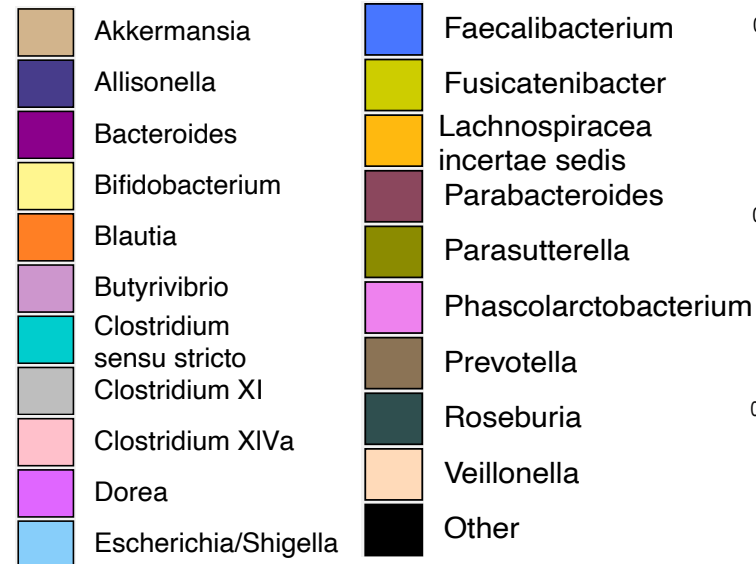 Akkermansia
Allisonella
Bacteroides
Bifidobacterium
Blautia
Butyrivibrio
Clostridium
sensu stricto
Clostridium XI
Clostridium XIVa
Dorea
Escherichia/Shigella
Faecalibacterium
Fusicatenibacter
Lachnospiracea
incertae sedis
Parabacteroides
Parasutterella
Phascolarctobacterium
Prevotella
Roseburia
Veillonella
Other